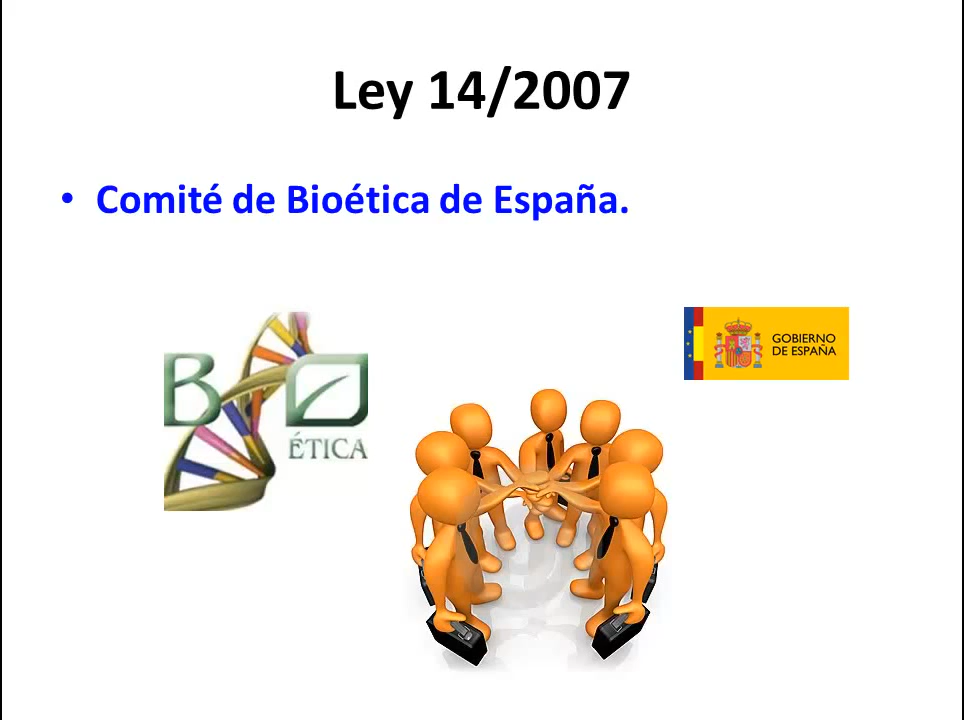 Ley 14/2007
• Comité de Bioética de España.
B O
ÉTICA
GOBIERNO
DE ESPAÑA